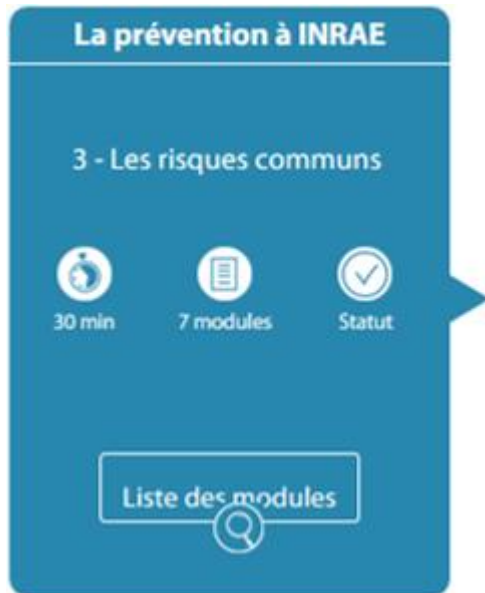 La prévention à INRAE
3 - Les risques communs
30 min 7 modules Statut
Liste des modules